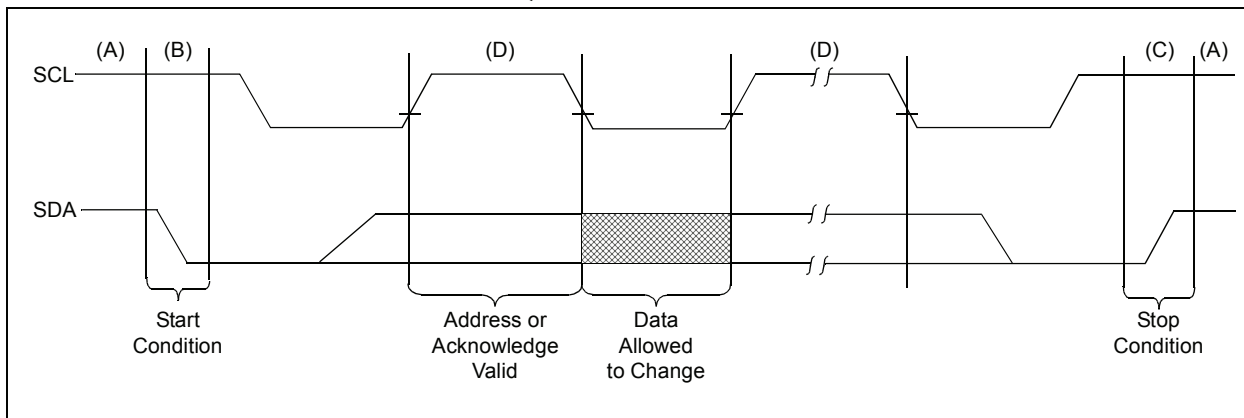 (A) (B) (D) (D) (C) (A)
SCL
SDA
Start
Condition
Address or
Acknowledge
Valid
Data
Allowed
to Change
Stop
Condition